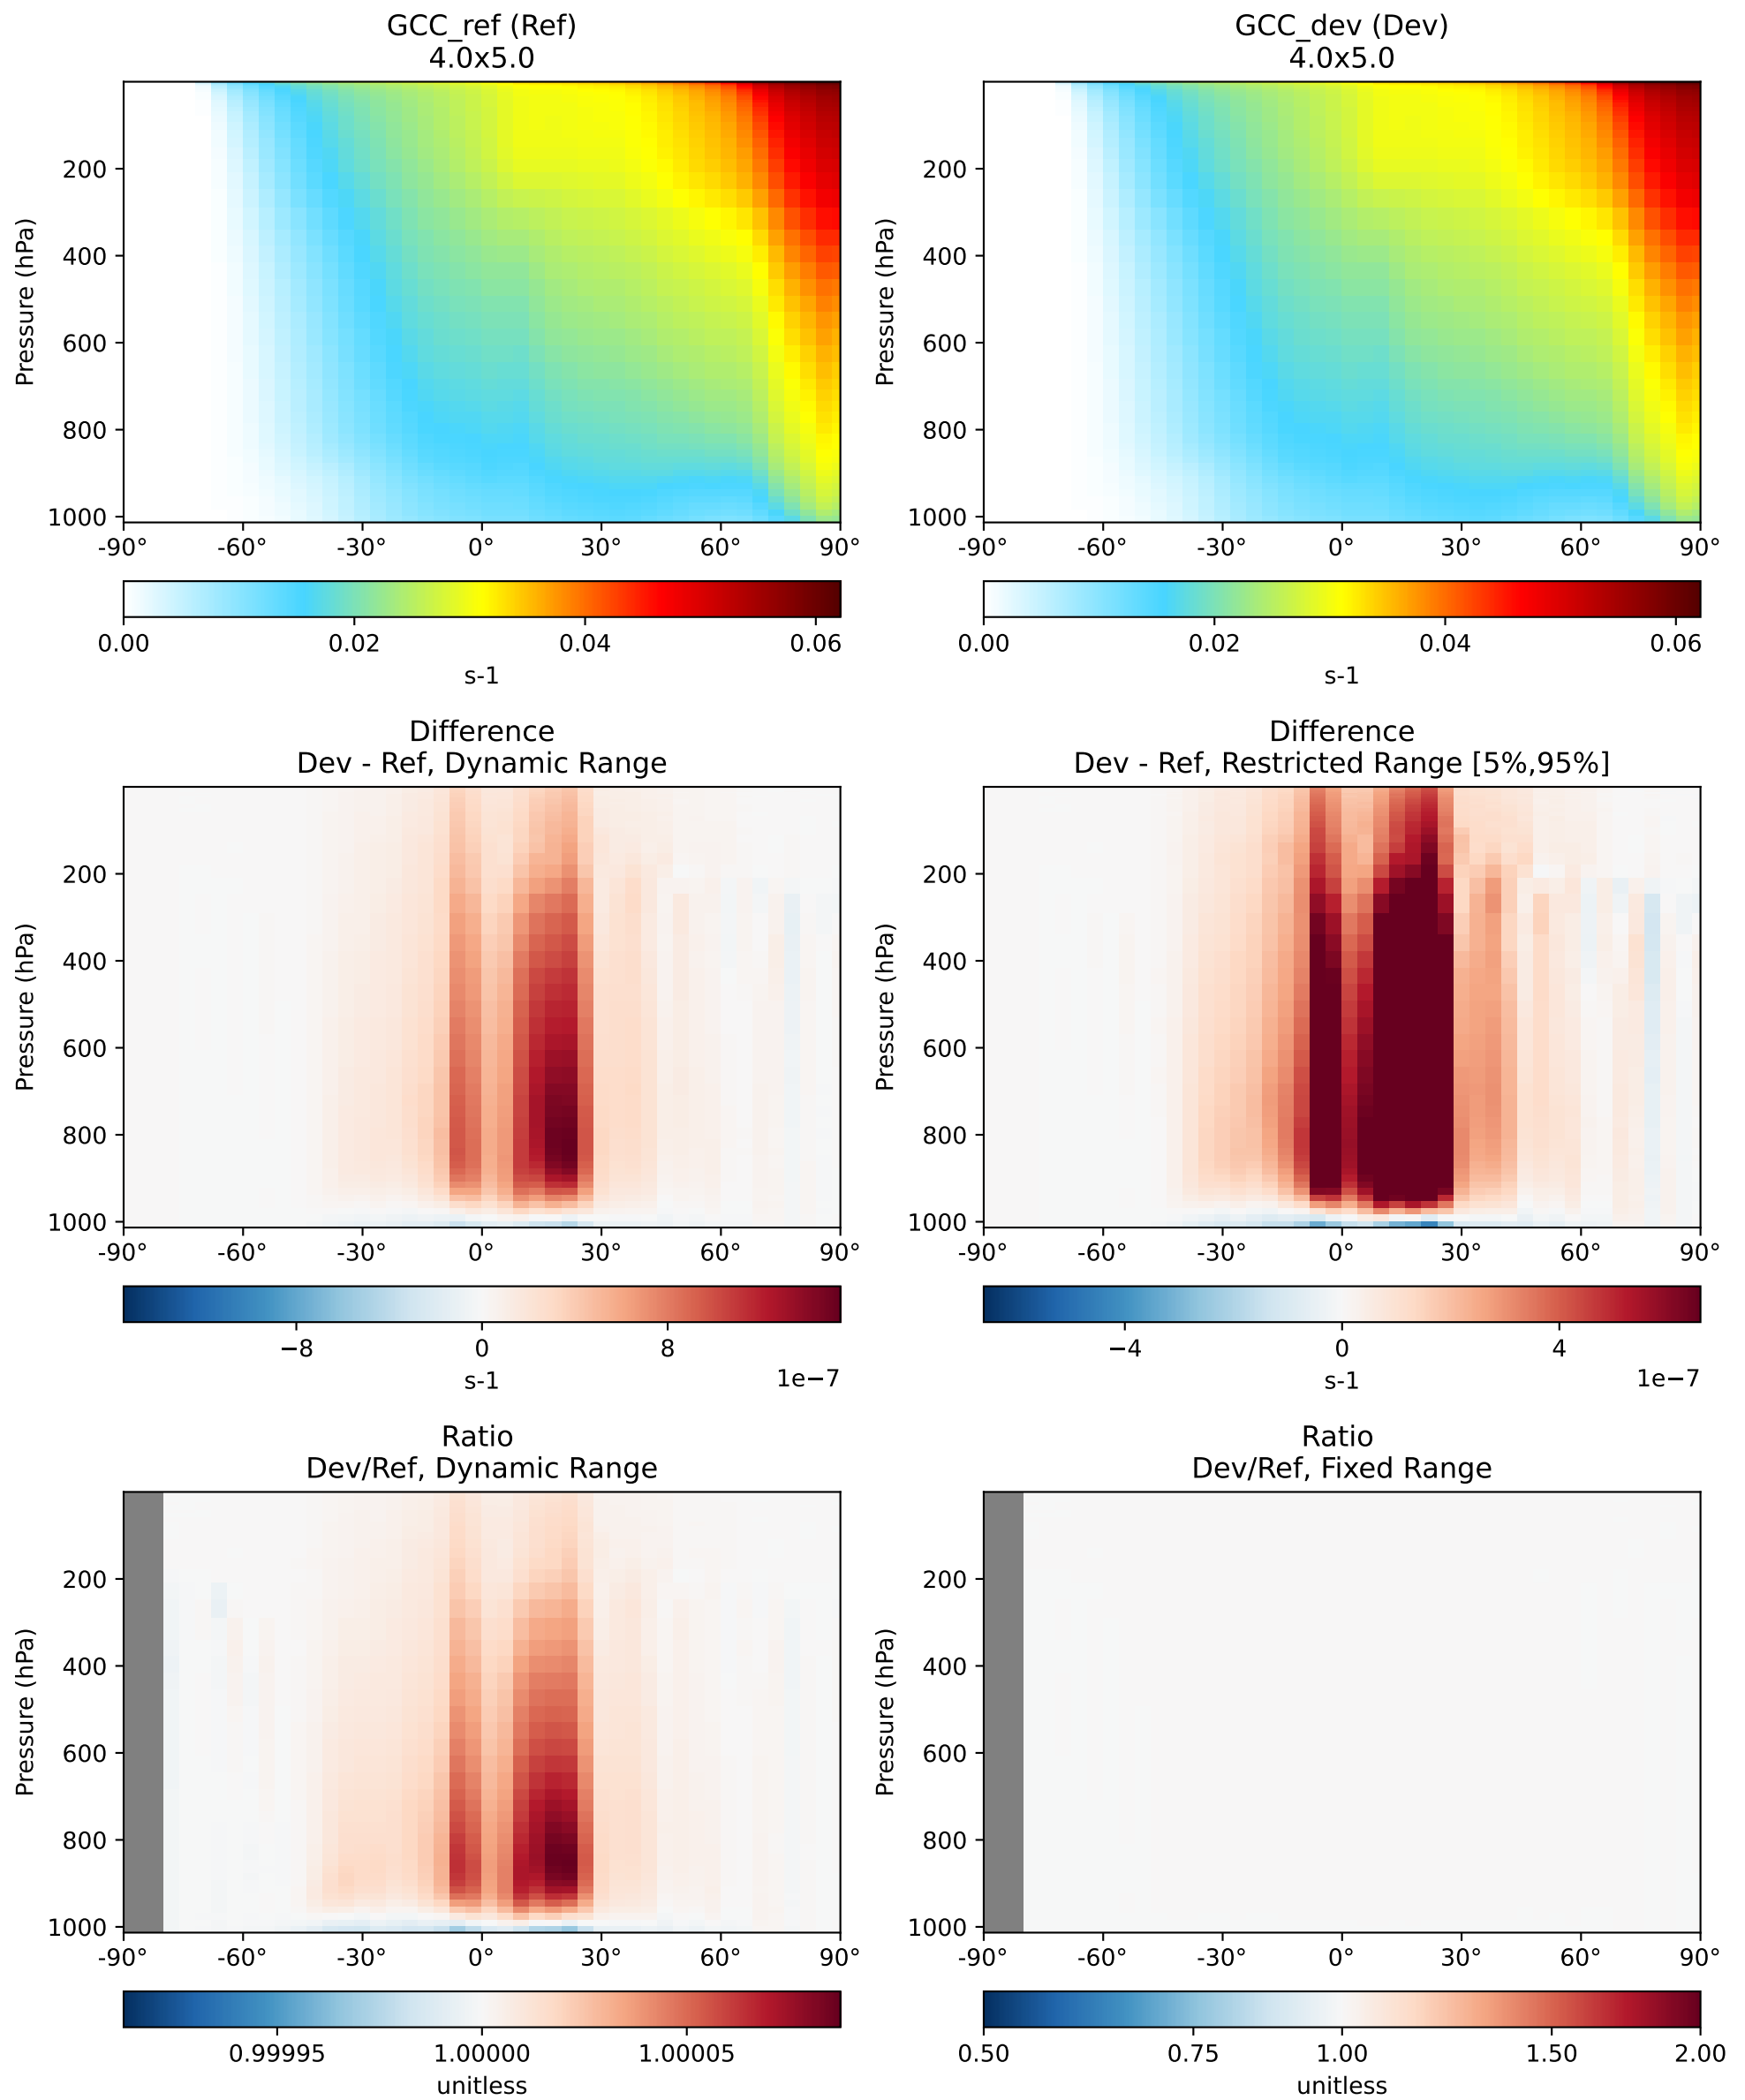 GCC_ref (Ref)
4.0x5.0
Pressure (hPa)
200
400
600
800
1000
-90° -60° -30° 0° 30° 60° 90°
0.00 0.02 0.04 0.06
s-1
GCC_dev (Dev)
4.0x5.0
Pressure (hPa)
200
400
600
800
1000
-90° -60° -30° 0° 30° 60° 90°
0.00 0.02 0.04 0.06
s-1
Difference
Dev - Ref, Dynamic Range
Pressure (hPa)
200
400
600
800
1000
-90° -60° -30° 0° 30° 60° 90°
−8 0 8
s-1 1e−7
Difference
Dev - Ref, Restricted Range [5%,95%]
Pressure (hPa)
200
400
600
800
1000
-90° -60° -30° 0° 30° 60° 90°
−4 0 4
s-1 1e−7
Ratio
Dev/Ref, Dynamic Range
Pressure (hPa)
200
400
600
800
1000
-90° -60° -30° 0° 30° 60° 90°
0.99995 1.00000 1.00005
unitless
Ratio
Dev/Ref, Fixed Range
Pressure (hPa)
200
400
600
800
1000
-90° -60° -30° 0° 30° 60° 90°
0.50 0.75 1.00 1.50 2.00
unitless